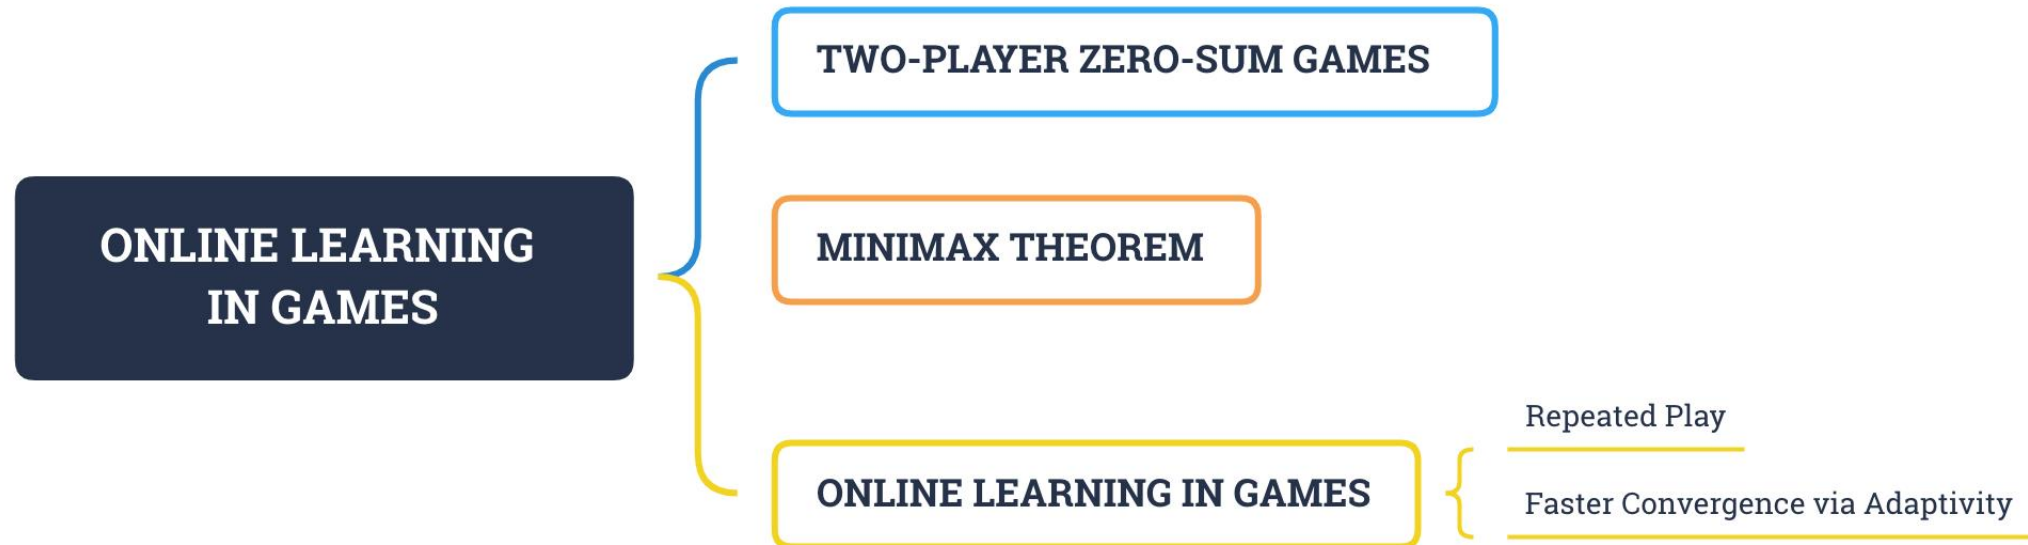 ONLINE LEARNING
IN GAMES
TWO-PLAYER ZERO-SUM GAMES
MINIMAX THEOREM
ONLINE LEARNING IN GAMES
Repeated Play
Faster Convergence via Adaptivity